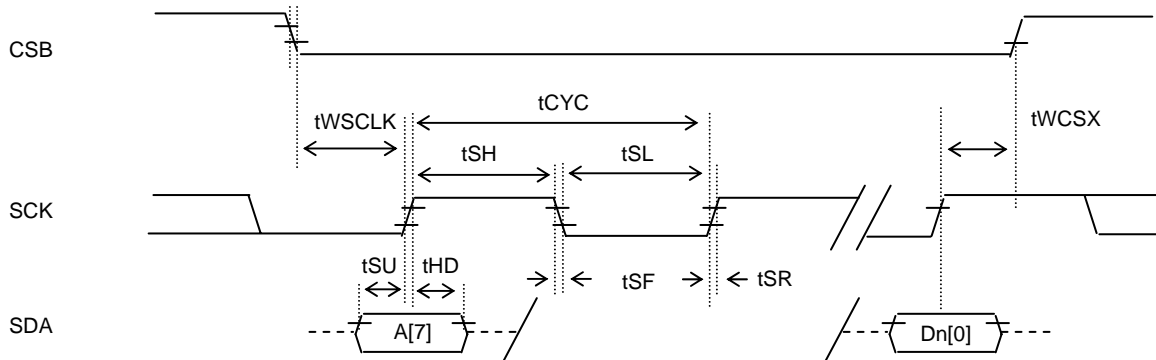 CSB
tCYC
tWSCLK
tWCSX
tSH
tSL
SCK
tSU
tHD
tSF
tSR
SDA
A[7]
Dn[0]